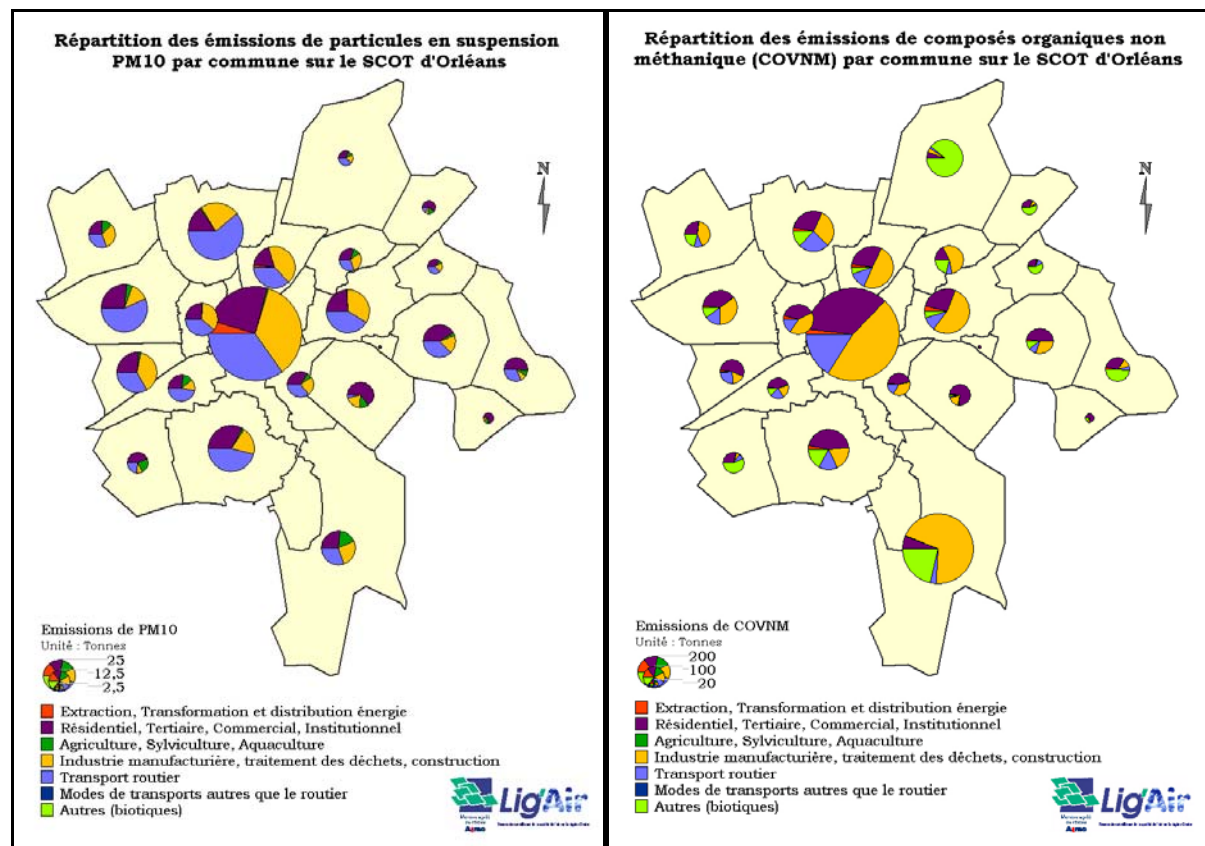 Répartition des émissions de particules en suspension
PM10 par commune sur le SCOT d'Orléans
N
Emissions de PM10
Unité : Tonnes
25
12,5
2,5
Extraction, Transformation et distribution énergie
Résidentiel, Tertiaire, Commercial, Institutionnel
Agriculture, Sylviculture, Aquaculture
Industrie manufacturière, traitement des déchets, construction
Transport routier
Modes de transports autres que le routier
Autres (biotiques)
Lig'Air
Répartition des émissions de composés organiques non
méthanique (COVNM) par commune sur le SCOT d'Orléans
N
Emissions de COVNM
Unité : Tonnes
200
100
20
Extraction, Transformation et distribution énergie
Résidentiel, Tertiaire, Commercial, Institutionnel
Agriculture, Sylviculture, Aquaculture
Industrie manufacturière, traitement des déchets, construction
Transport routier
Modes de transports autres que le routier
Autres (biotiques)
Lig'Air